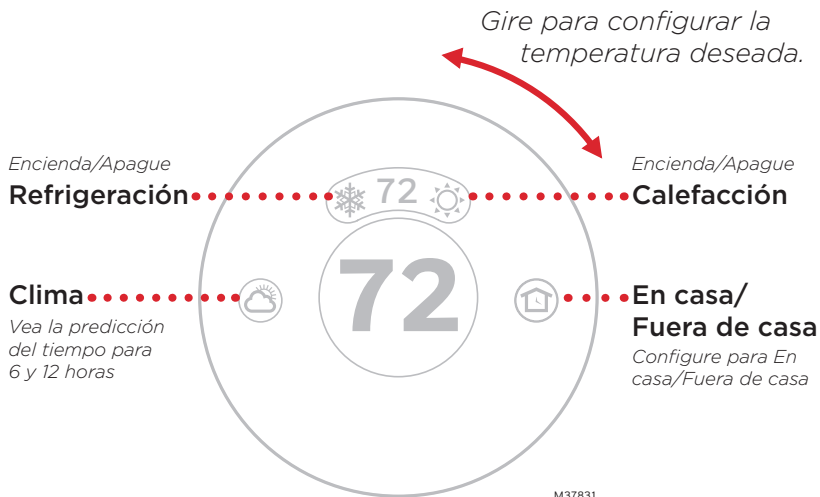 Gire para configurar la
temperatura deseada.
Encienda/Apague
Refrigeración
72
Encienda/Apague
Calefacción
Clima
Vea la predicción
del tiempo para
6 y 12 horas
72
En casa/
Fuera de casa
Configure para En
casa/Fuera de casa
M37831